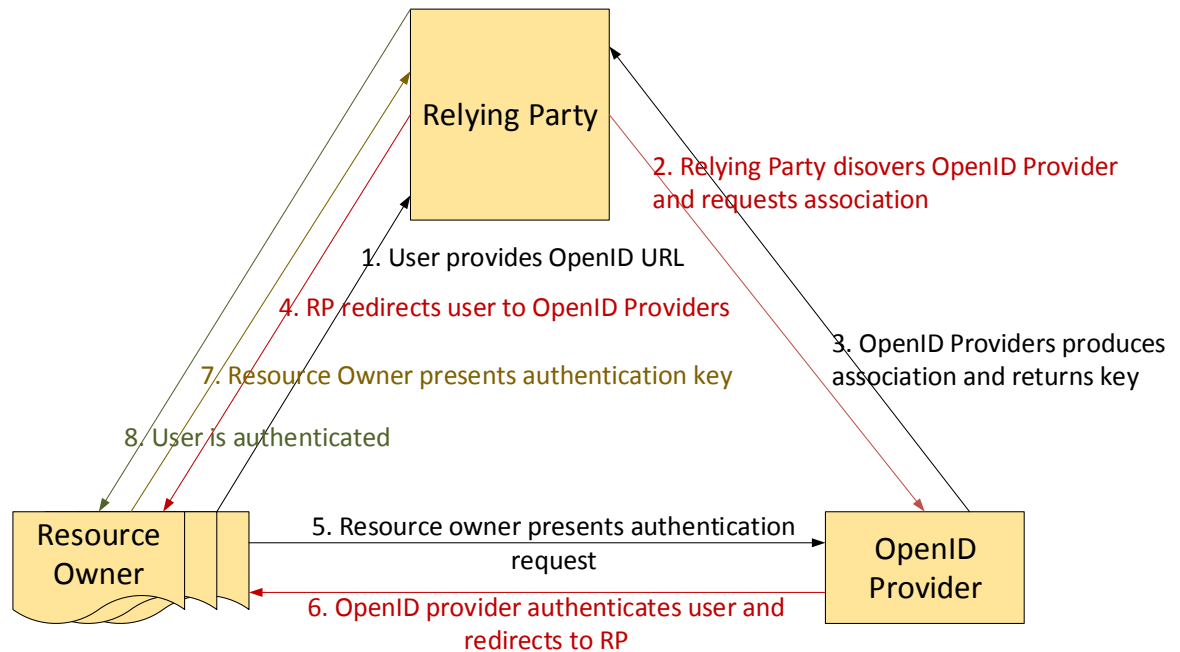 Relying Party
2. Relying Party disovers OpenID Provider
and requests association
1. User provides OpenID URL
4. RP redirects user to OpenID Providers
3. OpenID Providers produces
association and returns key
7. Resource Owner presents authentication key
8. User is authenticated
Resource
Owner
5. Resource owner presents authentication
request
OpenID
Provider
6. OpenID provider authenticates user and
redirects to RP